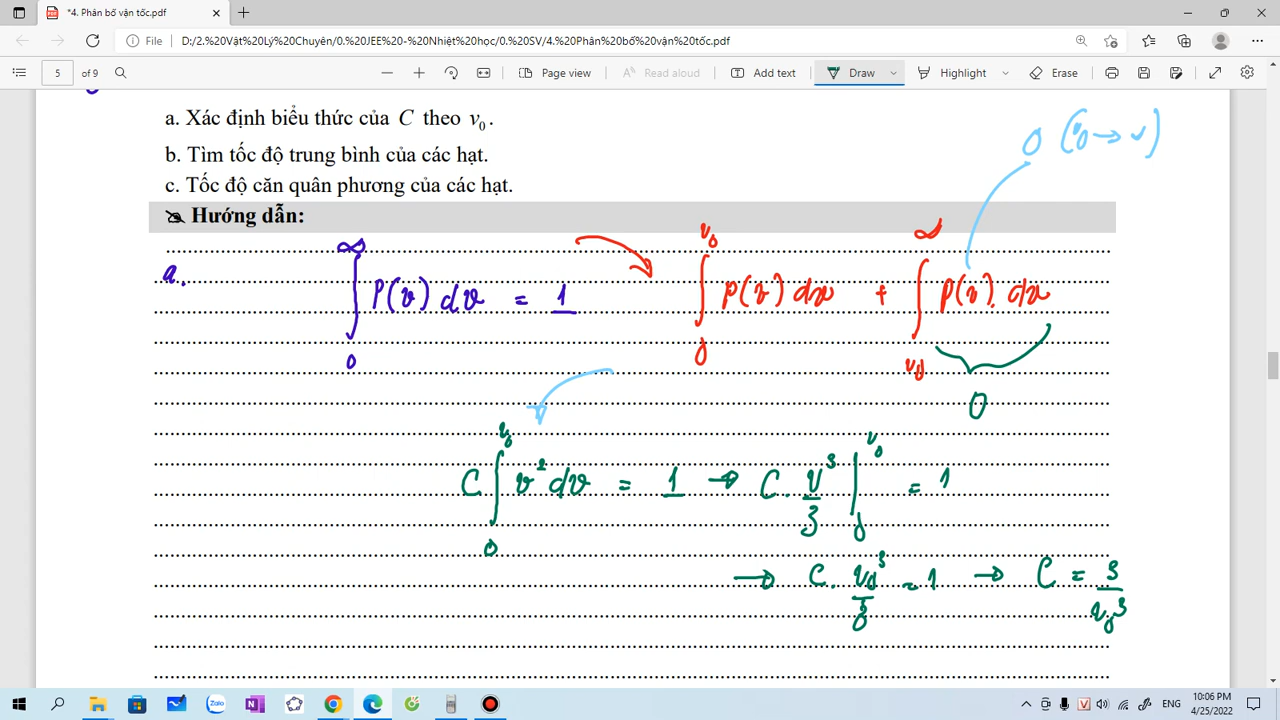 *4. Phân bố vận tốc.pdf
File D:/2.%20Vật%20Lý%20Chuyên/0.%20JEE%20-%20Nhiệt%20học/0.%20SV/4.%20Phân%20bố%20vận%20tốc.pdf
5 of 9 Page view Read aloud Add text Draw Highlight Erase
a. Xác định biểu thức của C theo v₀.
b. Tìm tốc độ trung bình của các hạt.
c. Tốc độ căn quân phương của các hạt.
Hướng dẫn:
0 (v₀ → v)
a. ∫₀^∞ P(v) dv = 1 ∫₀^v₀ P(v) dv + ∫_v₀^∞ P(v). dv
0
C ∫₀^v₀ v² dv = 1 → C. v³/3 |₀^v₀ = 1
→ C. v₀³/3 = 1 → C = 3/v₀³
Zalo N V ENG 10:06 PM
4/25/2022